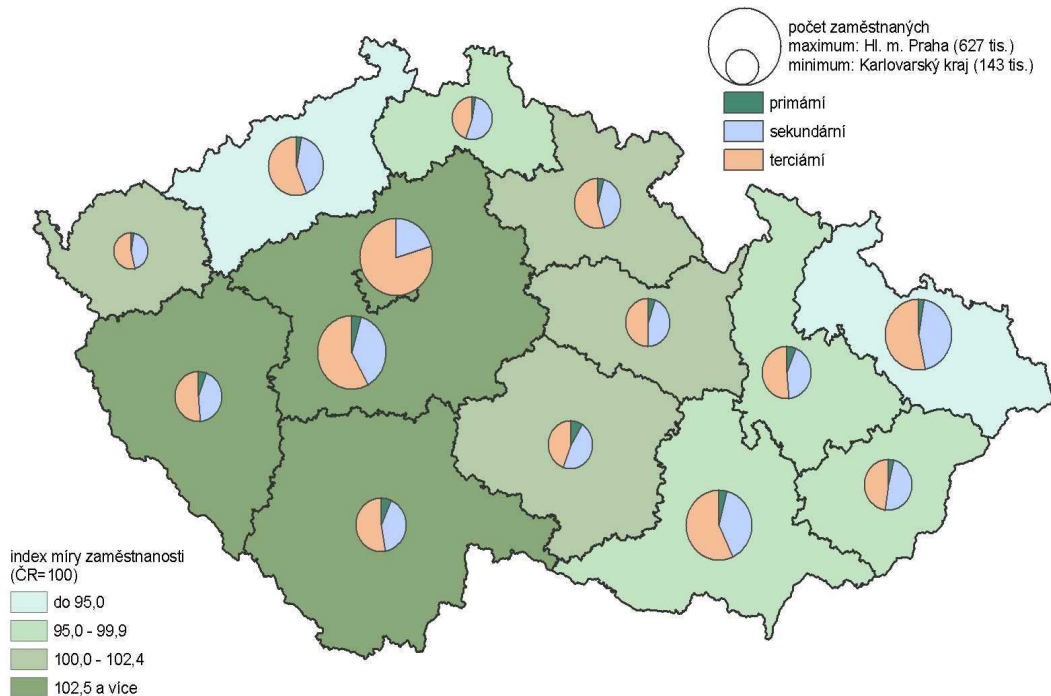 počet zaměstnaných
maximum: Hl. m. Praha (627 tis.)
minimum: Karlovarský kraj (143 tis.)
primární
sekundární
terciární
index míry zaměstnanosti
(ČR=100)
do 95,0
95,0 - 99,9
100,0 - 102,4
102,5 a více